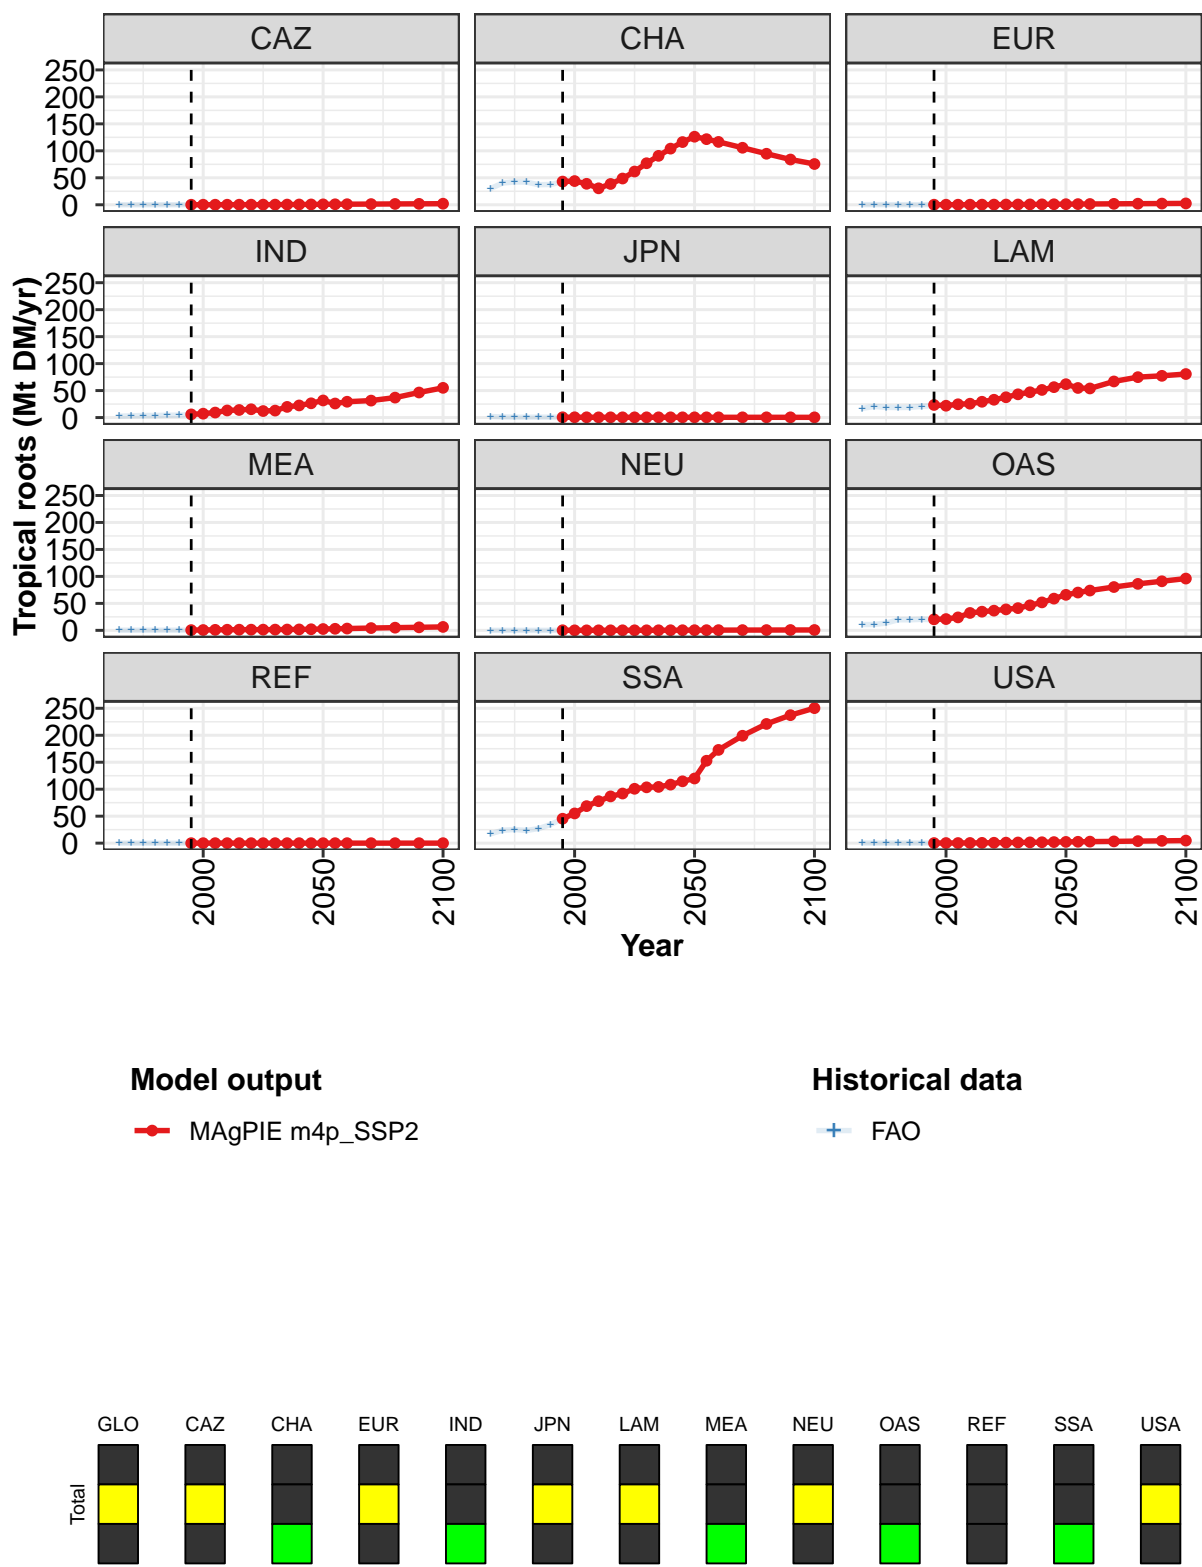 CAZ CHA EUR
250
200
150
100
50
0
IND JPN LAM
250
200
150
100
50
0
MEA NEU OAS
250
200
150
100
50
0
REF SSA USA
250
200
150
100
50
0
Tropical roots (Mt DM/yr)
2000 2050 2100 2000 2050 2100 2000 2050 2100
Year
Model output
MAgPIE m4p_SSP2
Historical data
FAO
GLO CAZ CHA EUR IND JPN LAM MEA NEU OAS REF SSA USA
Total